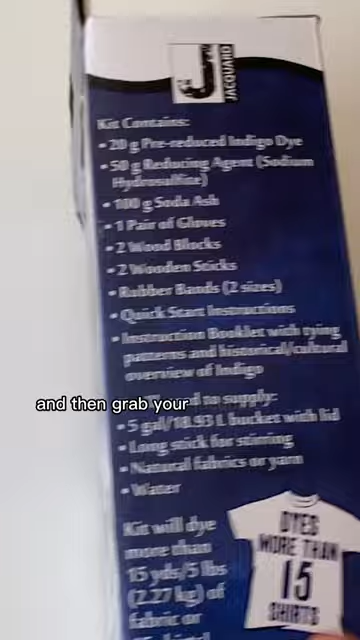 JACQUARD
Kit Contains:
• 20 g Pre-reduced Indigo Dye
• 50 g Reducing Agent (Sodium
Hydrosulfite)
• 100 g Soda Ash
• 1 Pair of Gloves
• 2 Wood Blocks
• 2 Wooden Sticks
• Rubber Bands (2 sizes)
• Quick Start Instructions
• Instruction Booklet with tying
patterns and historical/cultural
overview of Indigo
and then grab your
to supply:
• 5 gal/18.93 L bucket with lid
• Long stick for stirring
• Natural fabrics or yarn
• Water
Kit will dye
more than
15 yds/5 lbs
(2.27 kg) of
fabric or
DYES
MORE THAN
15
SHIRTS